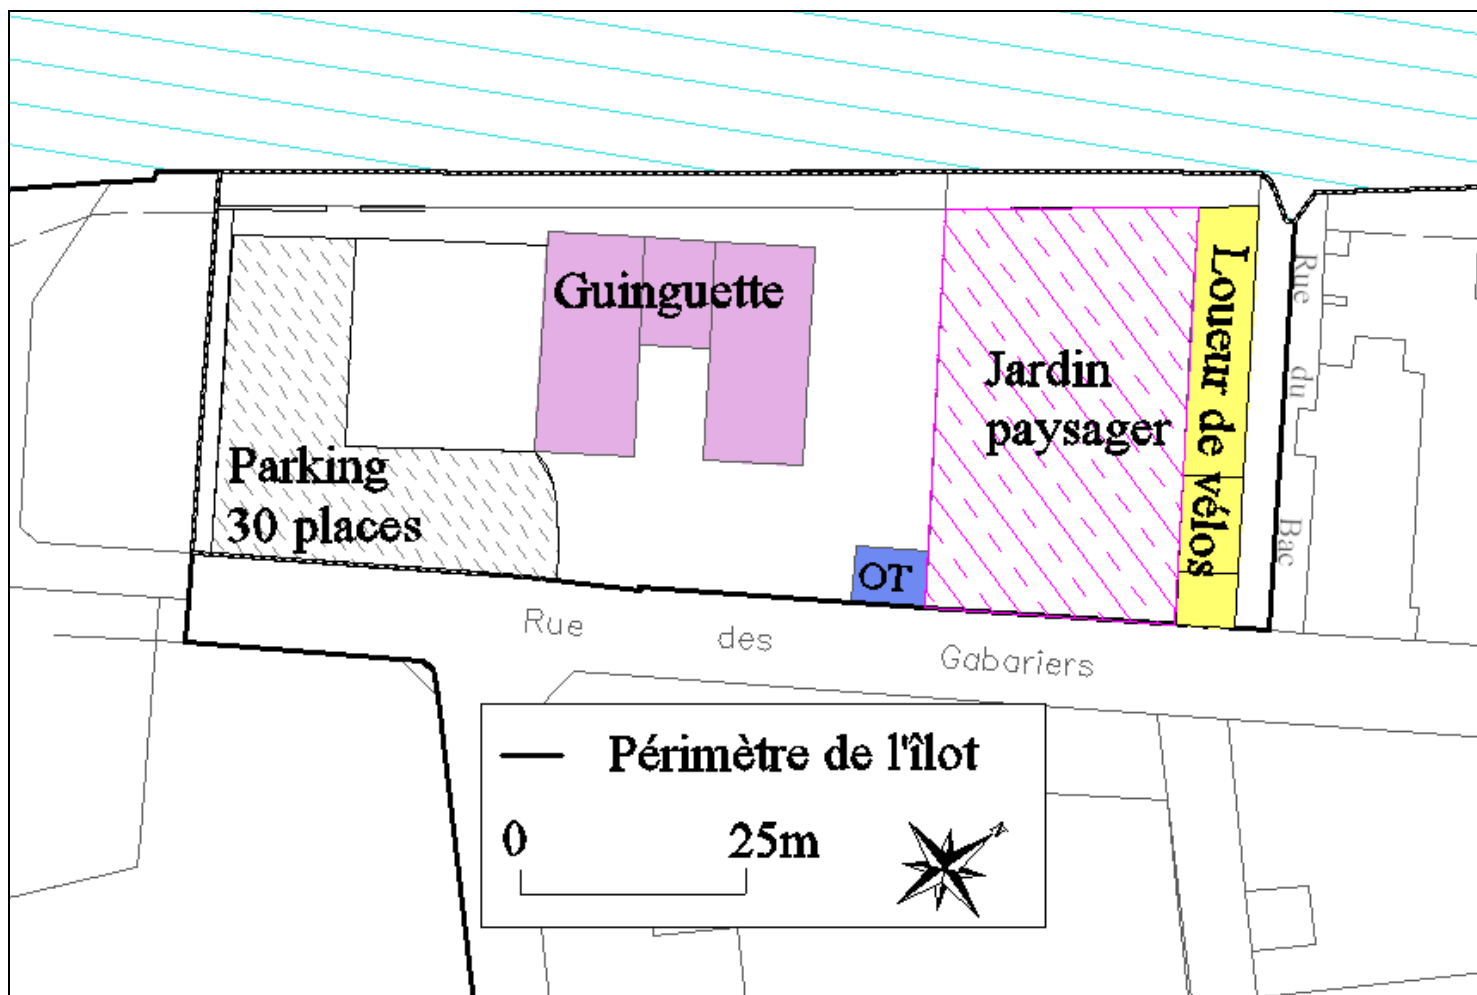 Guinguette
Loueur de vélos
Rue du Bac
Jardin
paysager
Parking
30 places
OT
Rue des Gabariers
Périmètre de l'îlot
0 25m
N